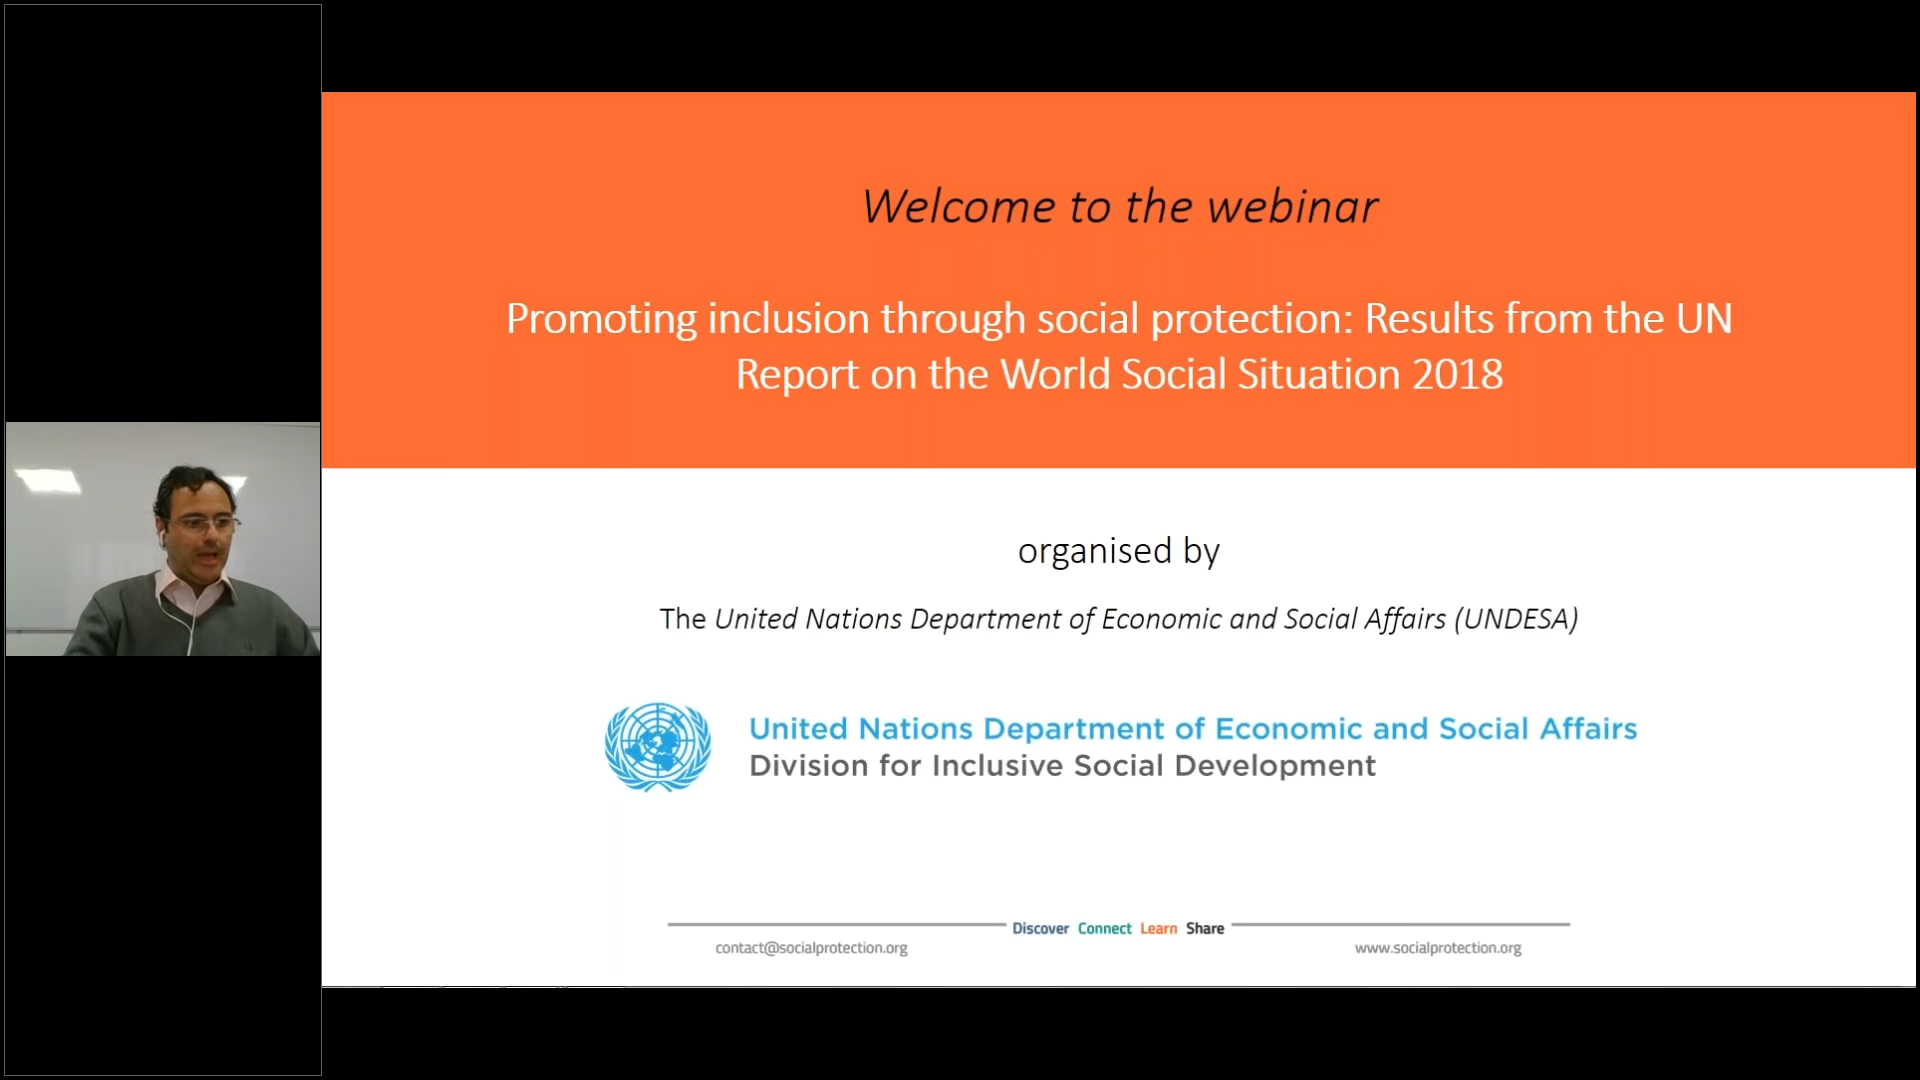 Welcome to the webinar
Promoting inclusion through social protection: Results from the UN
Report on the World Social Situation 2018
organised by
The United Nations Department of Economic and Social Affairs (UNDESA)
United Nations Department of Economic and Social Affairs
Division for Inclusive Social Development
Discover Connect Learn Share
contact@socialprotection.org
www.socialprotection.org